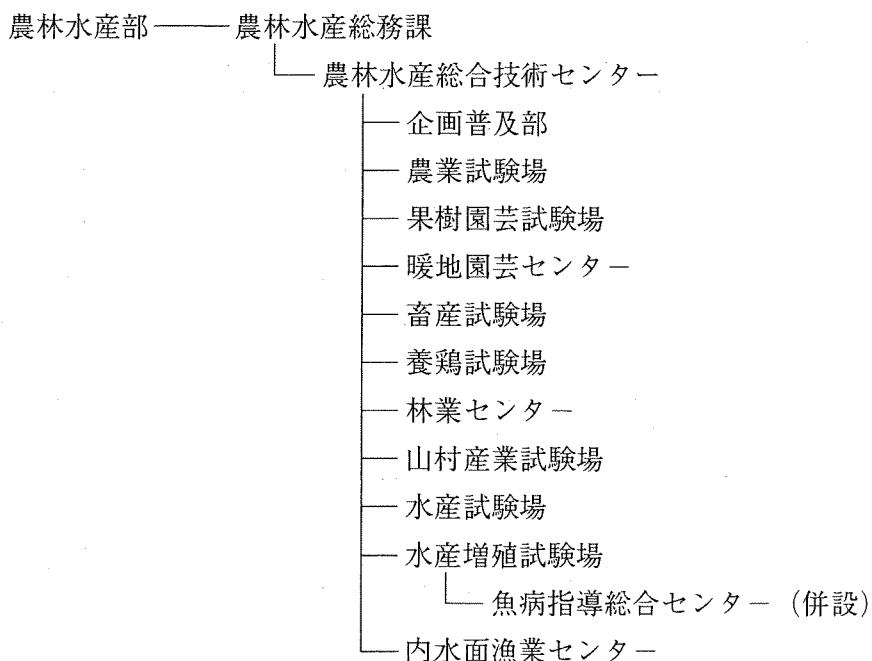 農林水産部 農林水産総務課
農林水産総合技術センター
企画普及部
農業試験場
果樹園芸試験場
暖地園芸センター
畜産試験場
養鶏試験場
林業センター
山村産業試験場
水産試験場
水産増殖試験場
魚病指導総合センター（併設）
内水面漁業センター